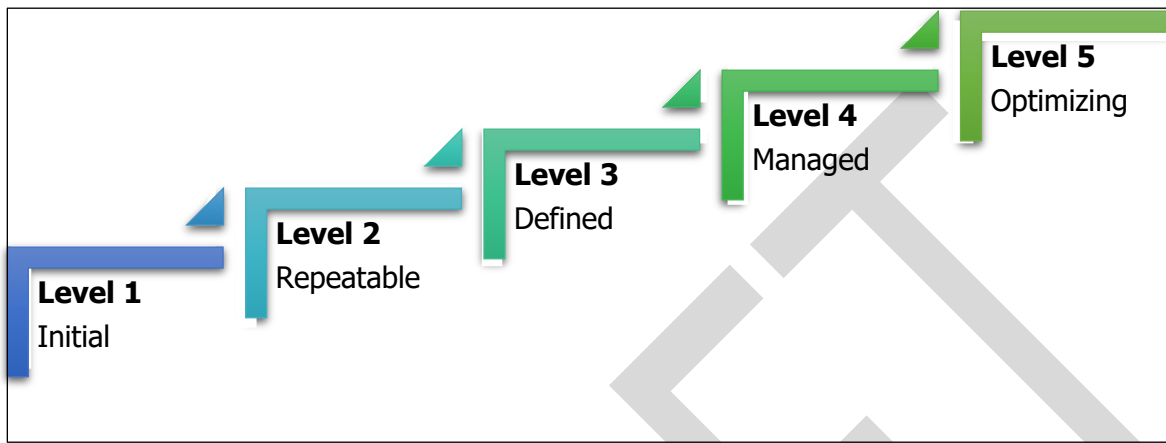 Level 1
Initial
Level 2
Repeatable
Level 3
Defined
Level 4
Managed
Level 5
Optimizing